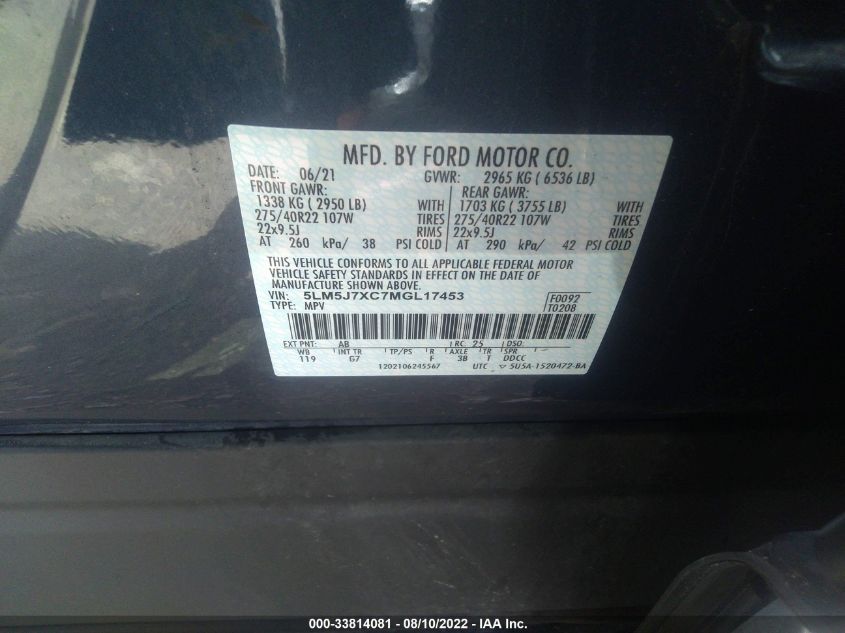 MFD. BY FORD MOTOR CO.
DATE: 06/21 GVWR: 2965 KG ( 6536 LB)
FRONT GAWR: REAR GAWR:
1338 KG ( 2950 LB) WITH 1703 KG ( 3755 LB) WITH
275/40R22 107W TIRES 275/40R22 107W TIRES
22x9.5J RIMS 22x9.5J RIMS
AT 260 kPa/ 38 PSI COLD AT 290 kPa/ 42 PSI COLD
THIS VEHICLE CONFORMS TO ALL APPLICABLE FEDERAL MOTOR
VEHICLE SAFETY STANDARDS IN EFFECT ON THE DATE OF
MANUFACTURE SHOWN ABOVE.
VIN: 5LM5J7XC7MGL17453 F0092
TYPE: MPV T0208
EXT PNT: AB RC: 25 DSO:
WB INT TR TP/PS R AXLE TR SPR
119 G7 F 3B T DDCC
1202106245567 UTC ▽ 5U5A-1520472-BA
000-33814081 - 08/10/2022 - IAA Inc.